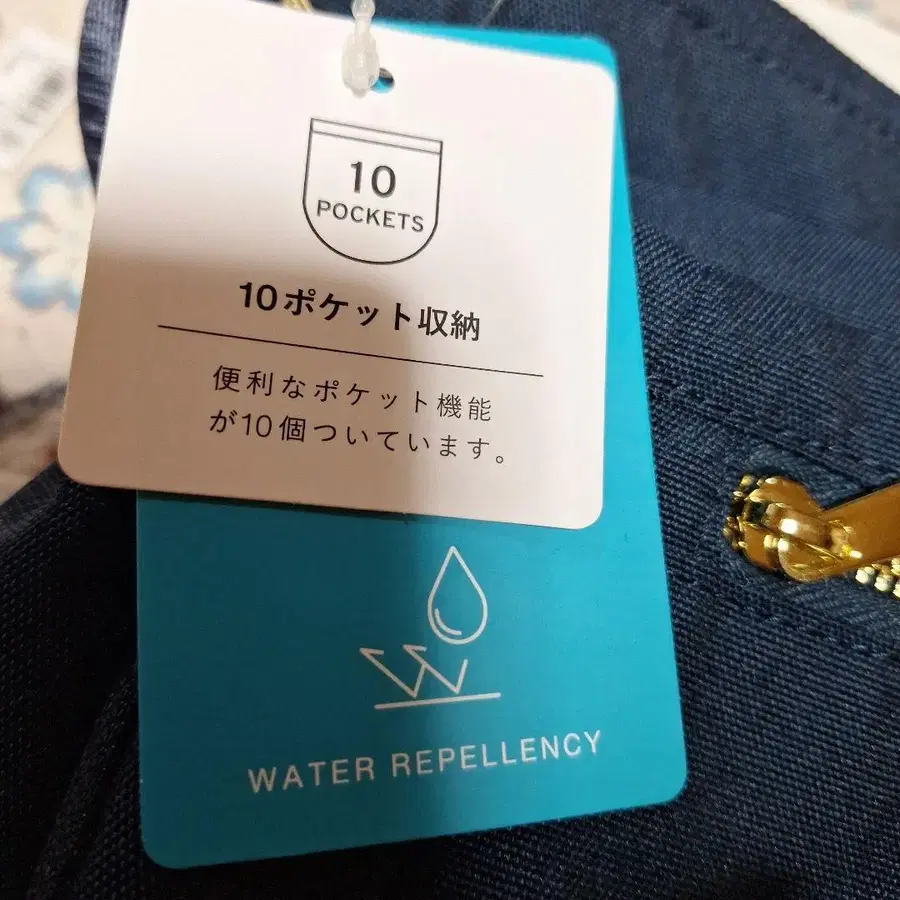 10
POCKETS
10ポケット収納
便利なポケット機能
が10個ついています。
WATER REPELLENCY